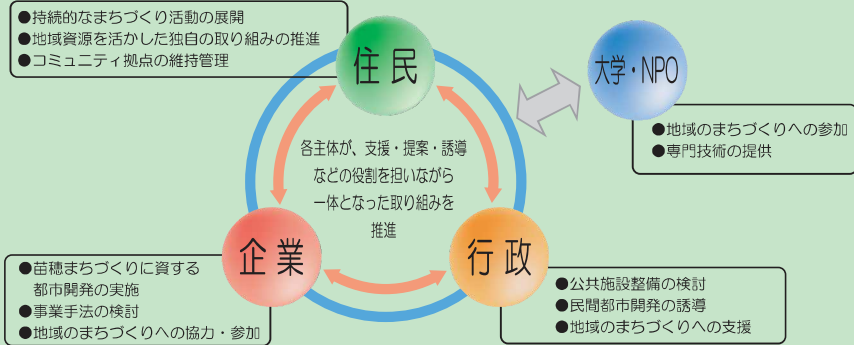 ●持続的なまちづくり活動の展開
●地域資源を活かした独自の取り組みの推進
●コミュニティ拠点の維持管理
住民
大学・NPO
●地域のまちづくりへの参加
●専門技術の提供
各主体が、支援・提案・誘導
などの役割を担いながら
一体となった取り組みを
推進
企業
●苗穂まちづくりに資する
都市開発の実施
●事業手法の検討
●地域のまちづくりへの協力・参加
行政
●公共施設整備の検討
●民間都市開発の誘導
●地域のまちづくりへの支援